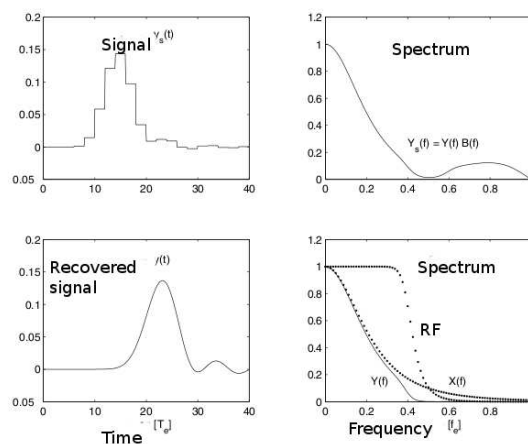 0.2
0.15
0.1
0.05
0
0.05
0 10 20 30 40
Signal
Y_s(t)
1.2
1
0.8
0.6
0.4
0.2
0
0 0.2 0.4 0.6 0.8
Spectrum
Y_s(f) = Y(f) B(f)
0.2
0.15
0.1
0.05
0
0.05
0 10 20 30 40
Recovered
signal
y(t)
[T_e]
Time
1.2
1
0.8
0.6
0.4
0.2
0
0 0.2 0.4 0.6 0.8
Spectrum
RF
Y(f)
X(f)
[f_e]
Frequency